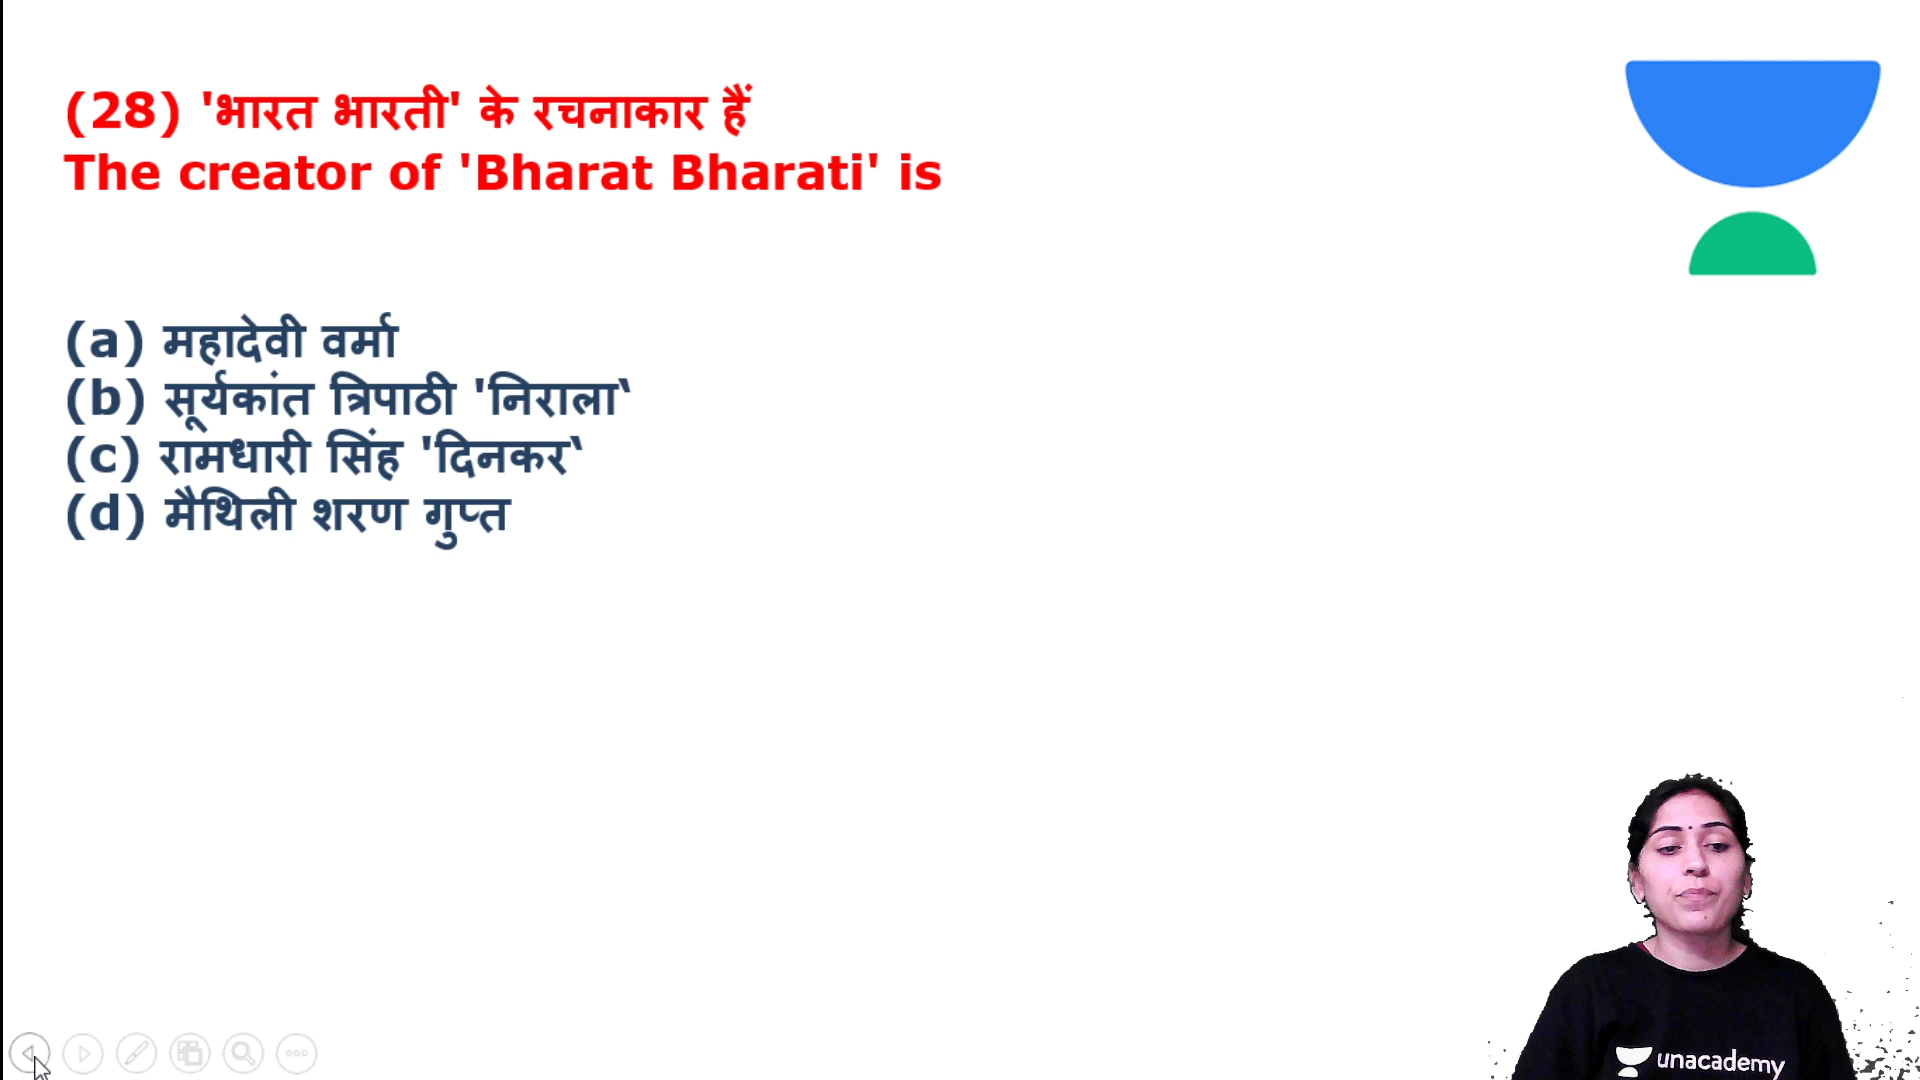 (28) 'भारत भारती' के रचनाकार हैं
The creator of 'Bharat Bharati' is
(a) महादेवी वर्मा
(b) सूर्यकांत त्रिपाठी 'निराला‘
(c) रामधारी सिंह 'दिनकर‘
(d) मैथिली शरण गुप्त
unacademy